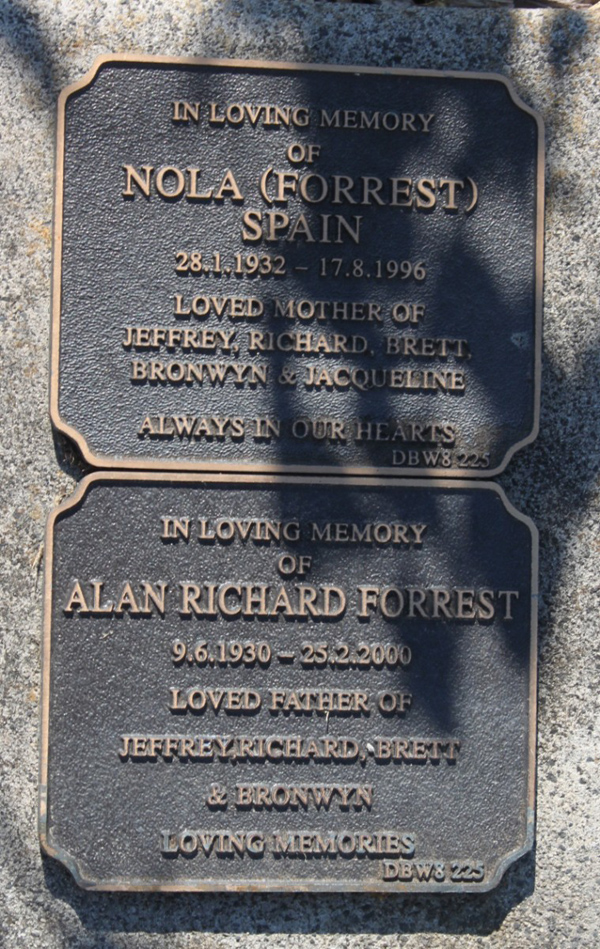 IN LOVING MEMORY
OF
NOLA (FORREST)
SPAIN
28.1.1932 – 17.8.1996
LOVED MOTHER OF
JEFFREY, RICHARD, BRETT,
BRONWYN & JACQUELINE
ALWAYS IN OUR HEARTS
DBW8 225
IN LOVING MEMORY
OF
ALAN RICHARD FORREST
9.6.1930 – 25.2.2000
LOVED FATHER OF
JEFFREY,RICHARD, BRETT
& BRONWYN
LOVING MEMORIES
DBW8 225